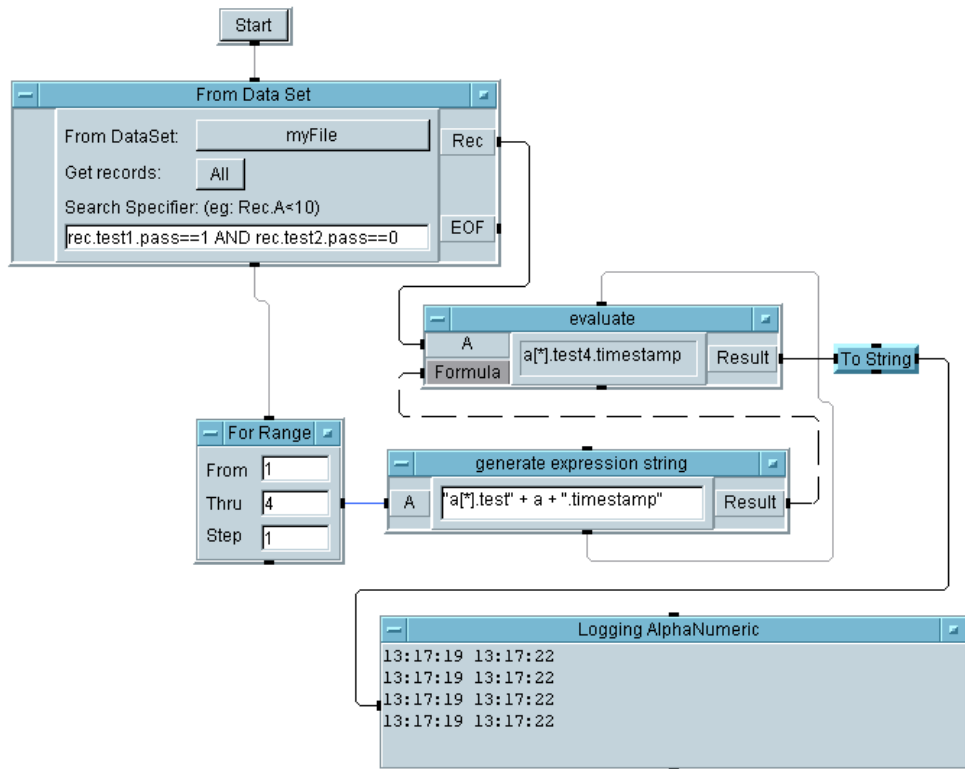 Start
From Data Set
From DataSet: myFile
Rec
Get records: All
Search Specifier: (eg: Rec.A<10)
EOF
rec.test1.pass==1 AND rec.test2.pass==0
evaluate
A
Formula
a[*].test4.timestamp
Result
To String
For Range
From 1
Thru 4
Step 1
generate expression string
A
"a[*].test" + a + ".timestamp"
Result
Logging AlphaNumeric
13:17:19 13:17:22
13:17:19 13:17:22
13:17:19 13:17:22
13:17:19 13:17:22